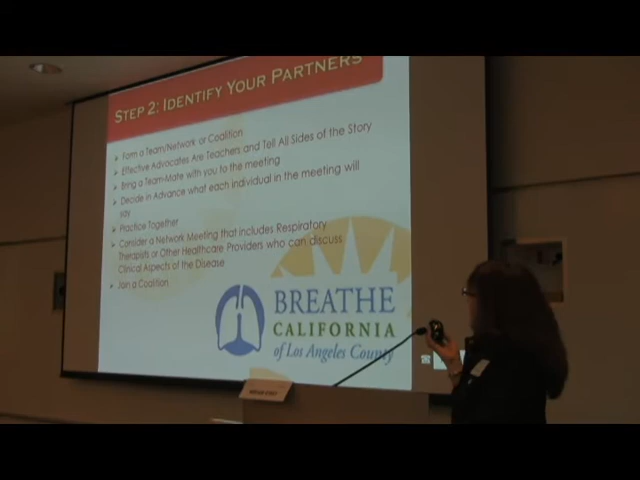 STEP 2: IDENTIFY YOUR PARTNERS
Form a Team/Network or Coalition
Effective Advocates Are Teachers and Tell All Sides of the Story
Bring a Team-Mate with you to the meeting
Decide in Advance what each individual in the meeting will
say
Practice Together
Consider a Network Meeting that includes Respiratory
Therapists or Other Healthcare Providers who can discuss
Clinical Aspects of the Disease
Join a Coalition
BREATHE
CALIFORNIA
of Los Angeles County